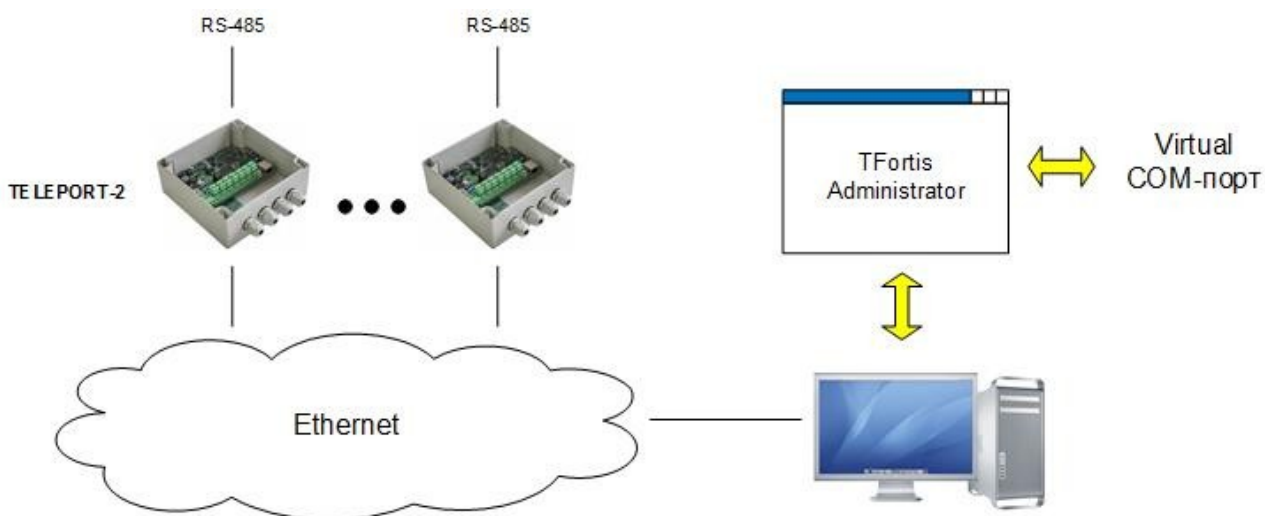 RS-485
RS-485
TELEPORT-2
TFortis
Administrator
Virtual
COM-порт
Ethernet